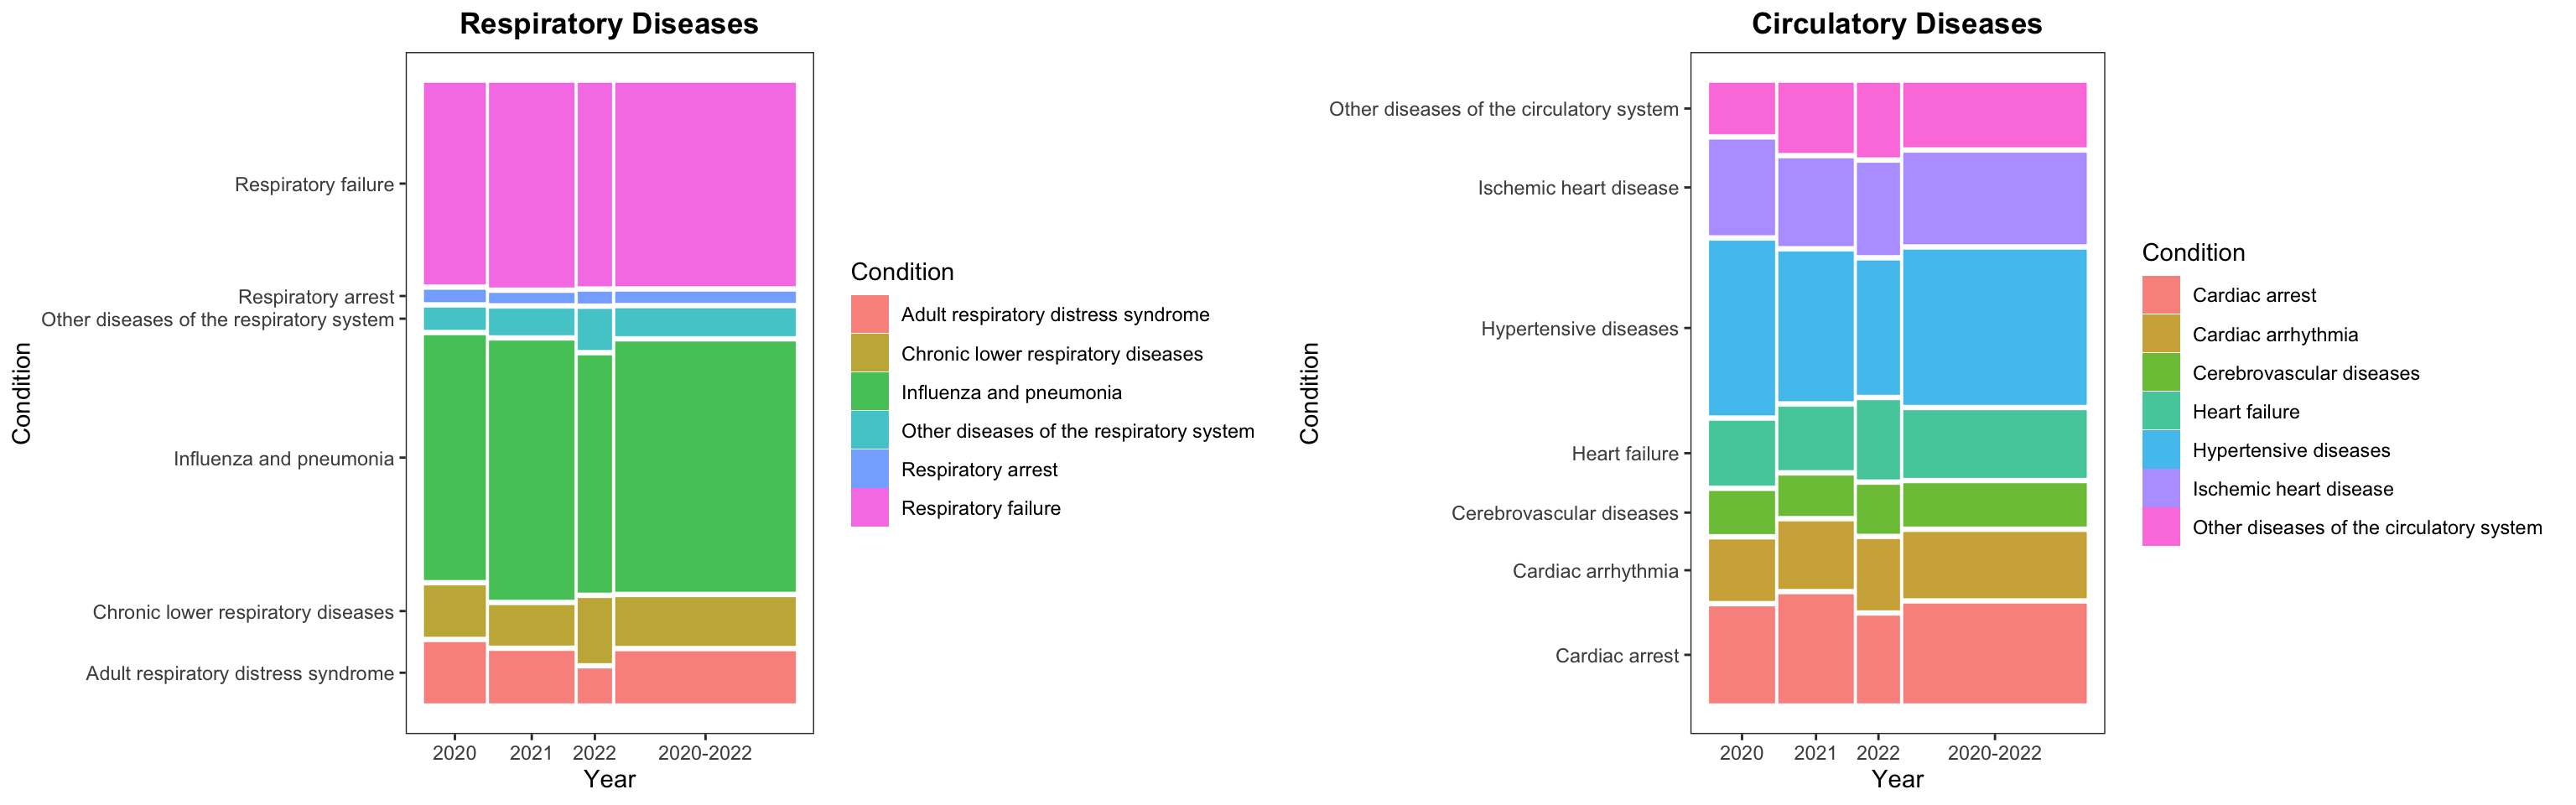 Respiratory Diseases
Condition
Respiratory failure
Respiratory arrest
Other diseases of the respiratory system
Influenza and pneumonia
Chronic lower respiratory diseases
Adult respiratory distress syndrome
2020
2021
2022
2020-2022
Year
Condition
Adult respiratory distress syndrome
Chronic lower respiratory diseases
Influenza and pneumonia
Other diseases of the respiratory system
Respiratory arrest
Respiratory failure
Circulatory Diseases
Condition
Other diseases of the circulatory system
Ischemic heart disease
Hypertensive diseases
Heart failure
Cerebrovascular diseases
Cardiac arrhythmia
Cardiac arrest
2020
2021
2022
2020-2022
Year
Condition
Cardiac arrest
Cardiac arrhythmia
Cerebrovascular diseases
Heart failure
Hypertensive diseases
Ischemic heart disease
Other diseases of the circulatory system